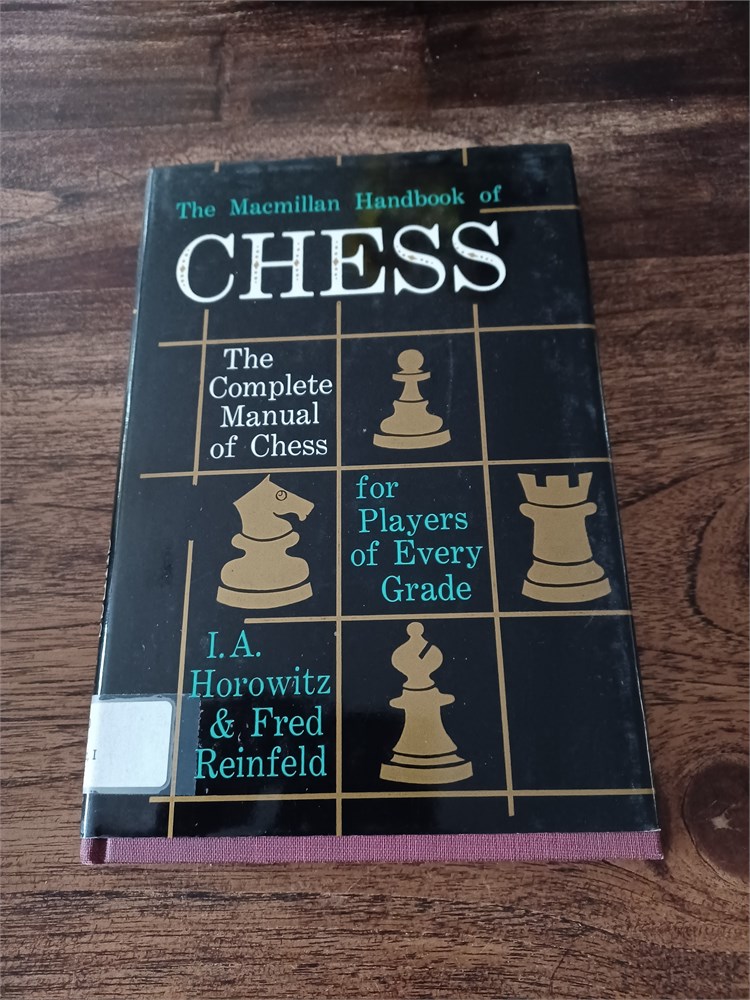 The Macmillan Handbook of
CHESS
The
Complete
Manual
of Chess
for
Players
of Every
Grade
I.A.
Horowitz
& Fred
Reinfeld